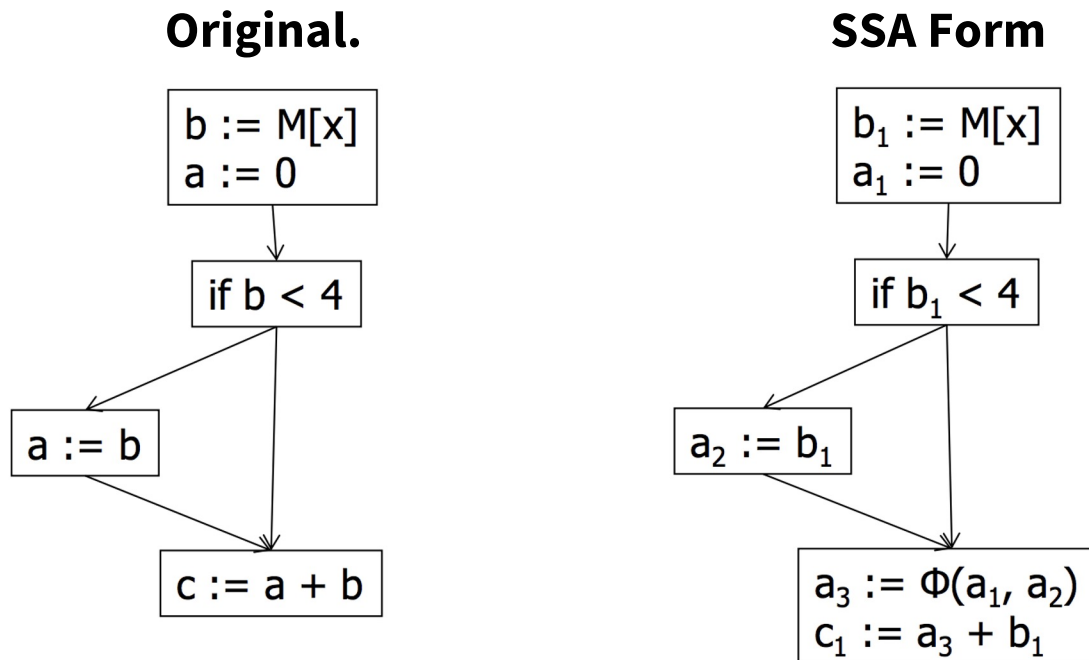 Original.
b := M[x]
a := 0
if b < 4
a := b
c := a + b
SSA Form
b₁ := M[x]
a₁ := 0
if b₁ < 4
a₂ := b₁
a₃ := Φ(a₁, a₂)
c₁ := a₃ + b₁